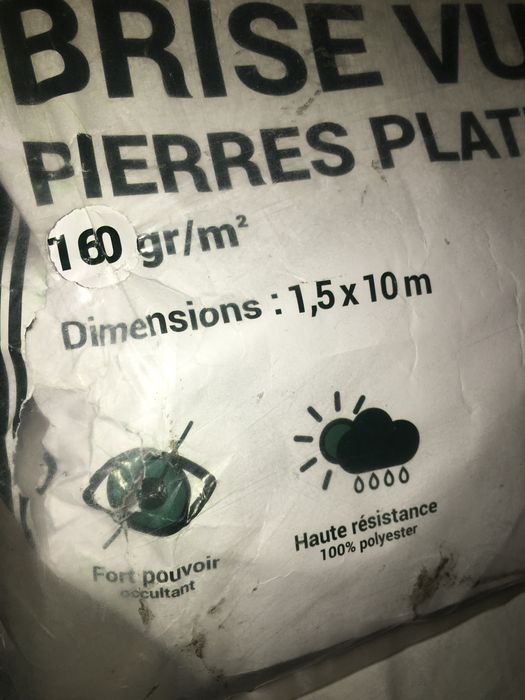 BRISE VU
PIERRES PLAT
160 gr/m²
Dimensions : 1,5 x 10 m
Fort pouvoir
occultant
Haute résistance
100% polyester